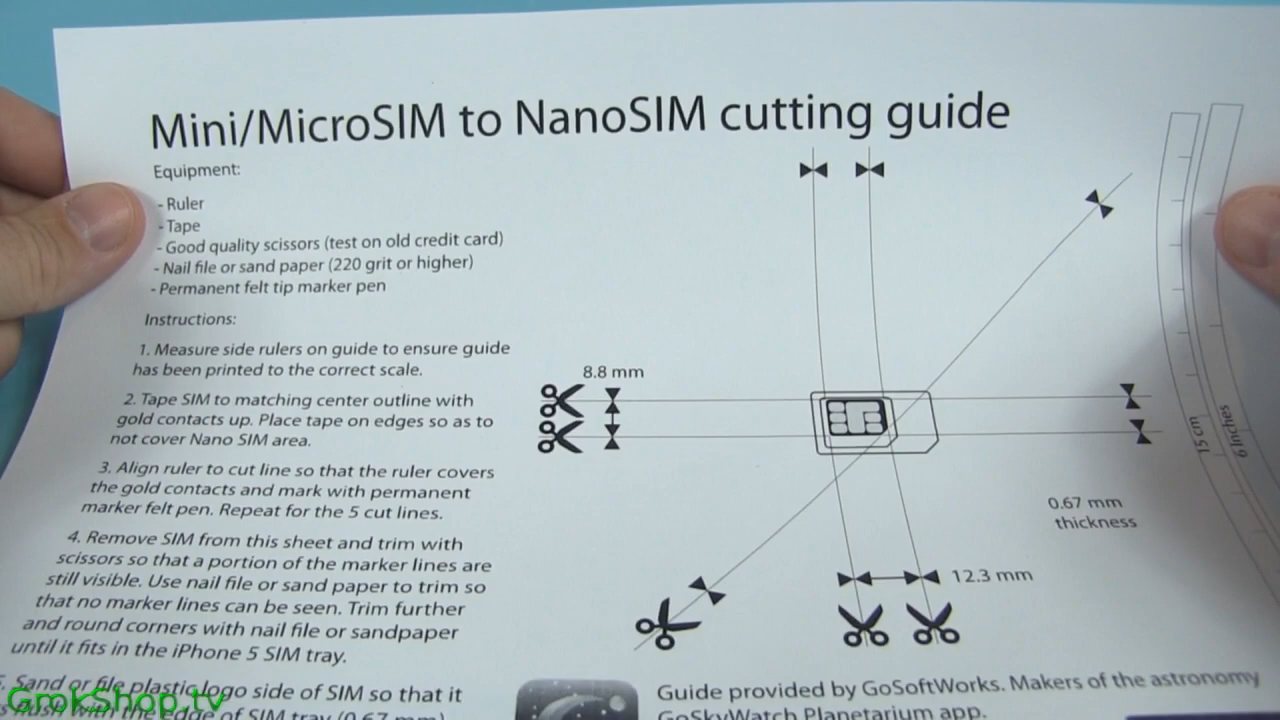 Mini/MicroSIM to NanoSIM cutting guide
Equipment:
- Ruler
- Tape
- Good quality scissors (test on old credit card)
- Nail file or sand paper (220 grit or higher)
- Permanent felt tip marker pen
Instructions:
1. Measure side rulers on guide to ensure guide
has been printed to the correct scale.
2. Tape SIM to matching center outline with
gold contacts up. Place tape on edges so as to
not cover Nano SIM area.
3. Align ruler to cut line so that the ruler covers
the gold contacts and mark with permanent
marker felt pen. Repeat for the 5 cut lines.
4. Remove SIM from this sheet and trim with
scissors so that a portion of the marker lines are
still visible. Use nail file or sand paper to trim so
that no marker lines can be seen. Trim further
and round corners with nail file or sandpaper
until it fits in the iPhone 5 SIM tray.
Sand or file plastic logo side of SIM so that it
flush with the edge of SIM tray (0.67 mm)
8.8 mm
12.3 mm
0.67 mm
thickness
15 cm
6 Inches
Guide provided by GoSoftWorks. Makers of the astronomy
GoSkyWatch Planetarium app.
GrokShop.tv